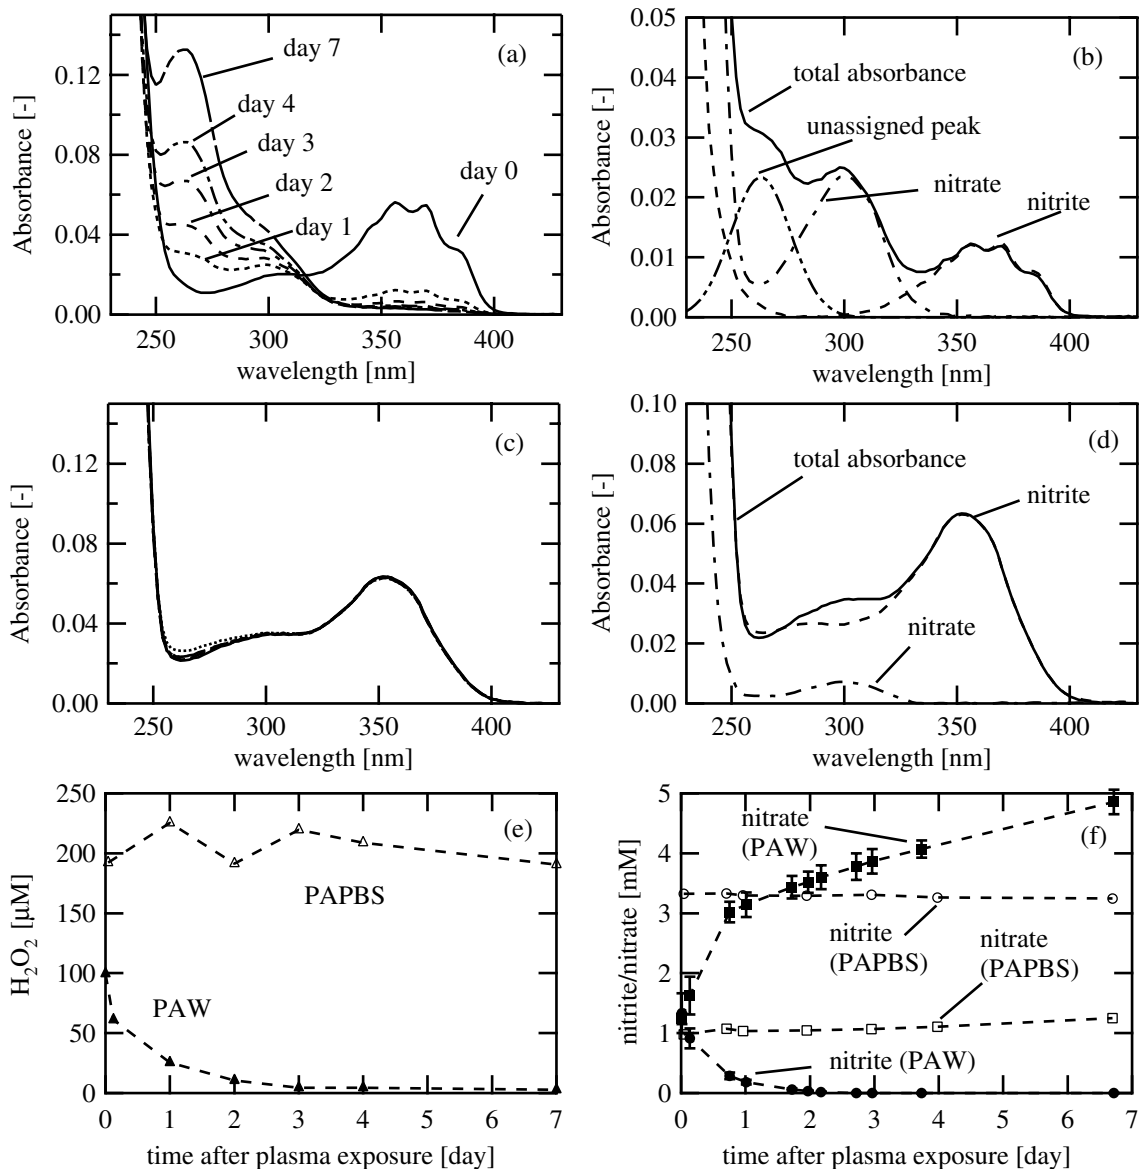 (a)
day 7
day 4
day 3
day 2
day 1
day 0
0.12
0.08
0.04
0.00
Absorbance [-]
250 300 350 400
wavelength [nm]
(b)
total absorbance
unassigned peak
nitrate
nitrite
0.05
0.04
0.03
0.02
0.01
0.00
Absorbance [-]
250 300 350 400
wavelength [nm]
(c)
0.12
0.08
0.04
0.00
Absorbance [-]
250 300 350 400
wavelength [nm]
(d)
total absorbance
nitrite
nitrate
0.10
0.08
0.06
0.04
0.02
0.00
Absorbance [-]
250 300 350 400
wavelength [nm]
(e)
PAPBS
PAW
250
200
150
100
50
0
H2O2 [µM]
0 1 2 3 4 5 6 7
time after plasma exposure [day]
(f)
nitrate
(PAW)
nitrite
(PAPBS)
nitrate
(PAPBS)
nitrite (PAW)
5
4
3
2
1
0
nitrite/nitrate [mM]
0 1 2 3 4 5 6 7
time after plasma exposure [day]